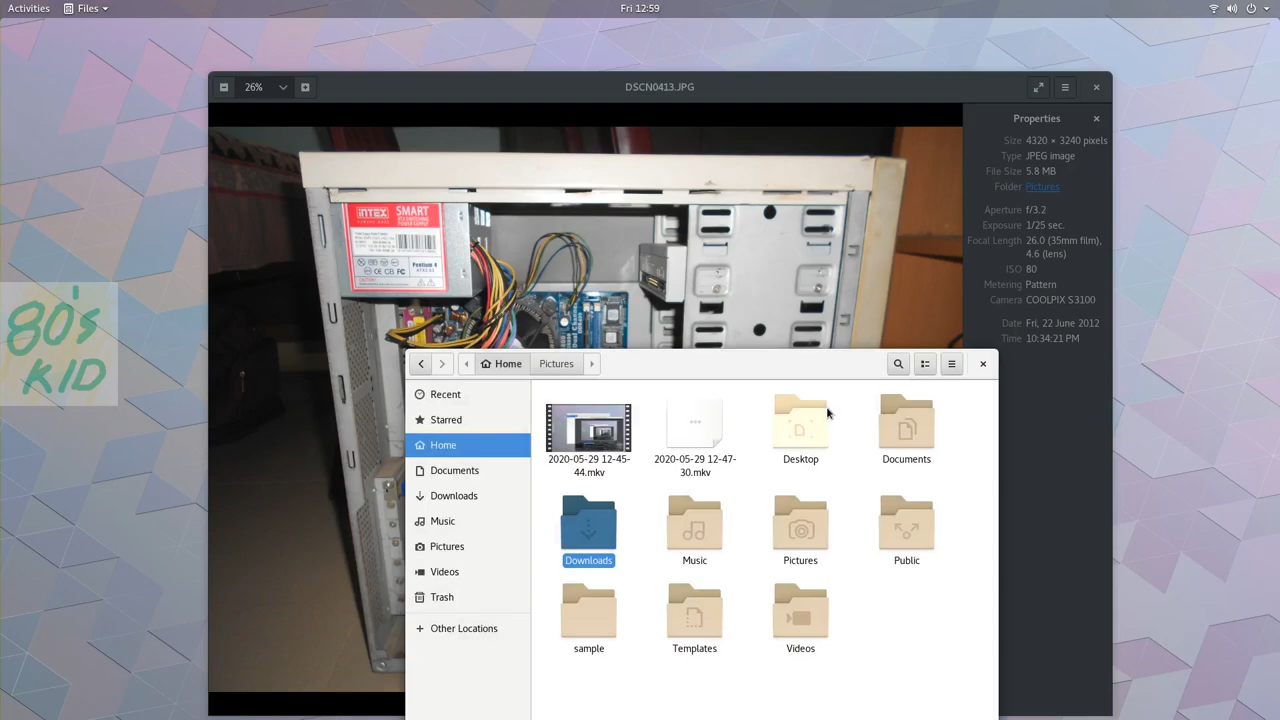 Activities
Files
Fri 12:59
26%
DSCN0413.JPG
Properties
Size 4320 × 3240 pixels
Type JPEG image
File Size 5.8 MB
Folder Pictures
Aperture f/3.2
Exposure 1/25 sec.
Focal Length 26.0 (35mm film),
4.6 (lens)
ISO 80
Metering Pattern
Camera COOLPIX S3100
Date Fri, 22 June 2012
Time 10:34:21 PM
INTEX SMART
Pentium 4
80's
KID
Home
Pictures
Recent
Starred
Home
Documents
Downloads
Music
Pictures
Videos
Trash
+ Other Locations
2020-05-29 12-45-
44.mkv
2020-05-29 12-47-
30.mkv
Desktop
Documents
Downloads
Music
Pictures
Public
sample
Templates
Videos